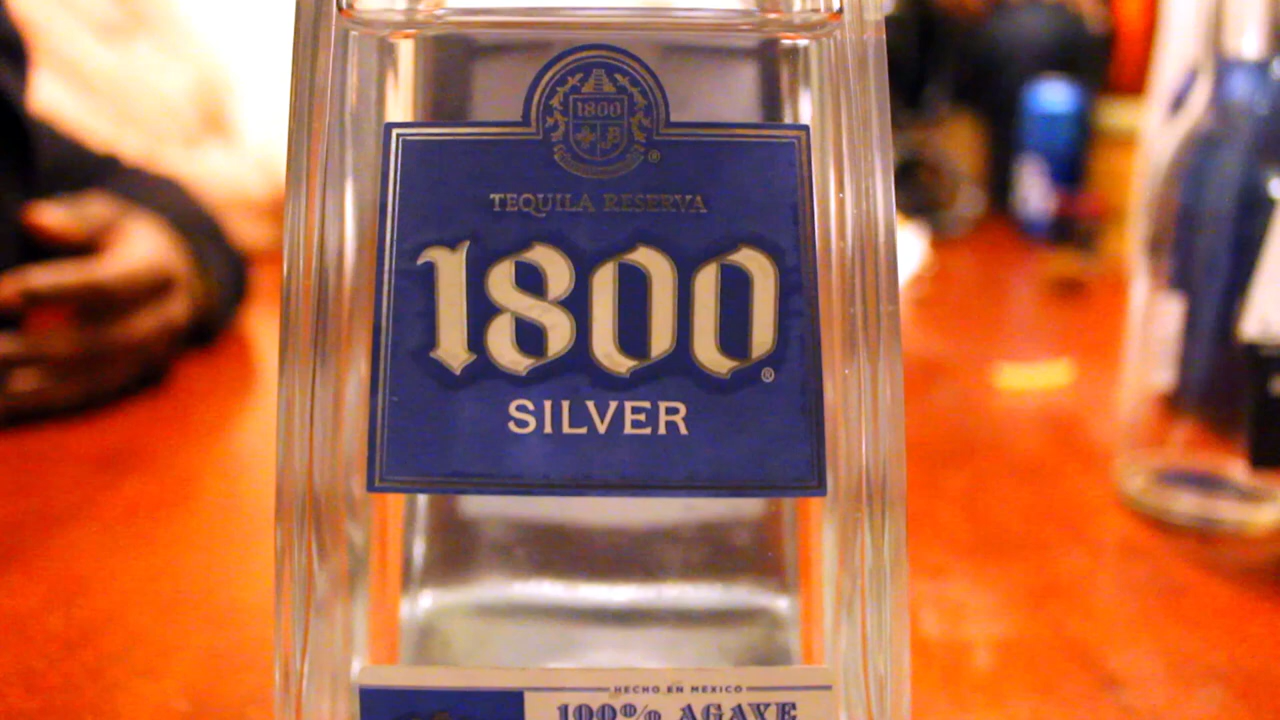 1800
®
TEQUILA RESERVA
1800®
SILVER
HECHO EN MEXICO
100% AGAVE